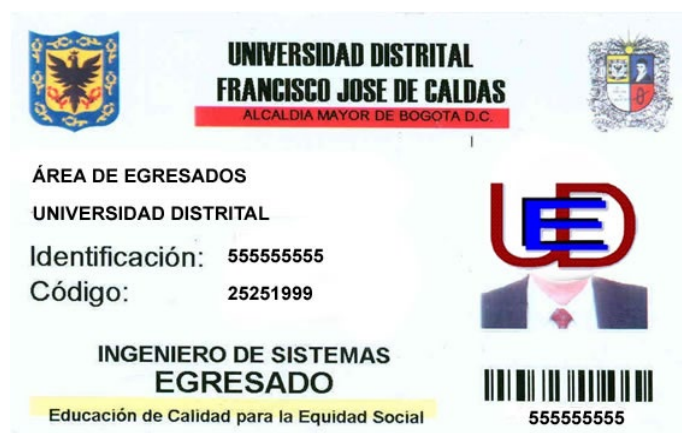 UNIVERSIDAD DISTRITAL
FRANCISCO JOSE DE CALDAS
ALCALDIA MAYOR DE BOGOTA D.C.
ÁREA DE EGRESADOS
UNIVERSIDAD DISTRITAL
Identificación: 555555555
Código: 25251999
UED
INGENIERO DE SISTEMAS
EGRESADO
Educación de Calidad para la Equidad Social
555555555